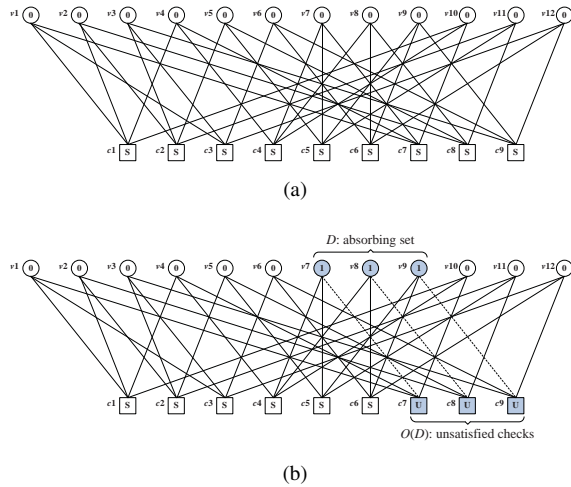 v1 0 v2 0 v3 0 v4 0 v5 0 v6 0 v7 0 v8 0 v9 0 v10 0 v11 0 v12 0
c1 S c2 S c3 S c4 S c5 S c6 S c7 S c8 S c9 S
(a)
D: absorbing set
v1 0 v2 0 v3 0 v4 0 v5 0 v6 0 v7 1 v8 1 v9 1 v10 0 v11 0 v12 0
c1 S c2 S c3 S c4 S c5 S c6 S c7 U c8 U c9 U
O(D): unsatisfied checks
(b)